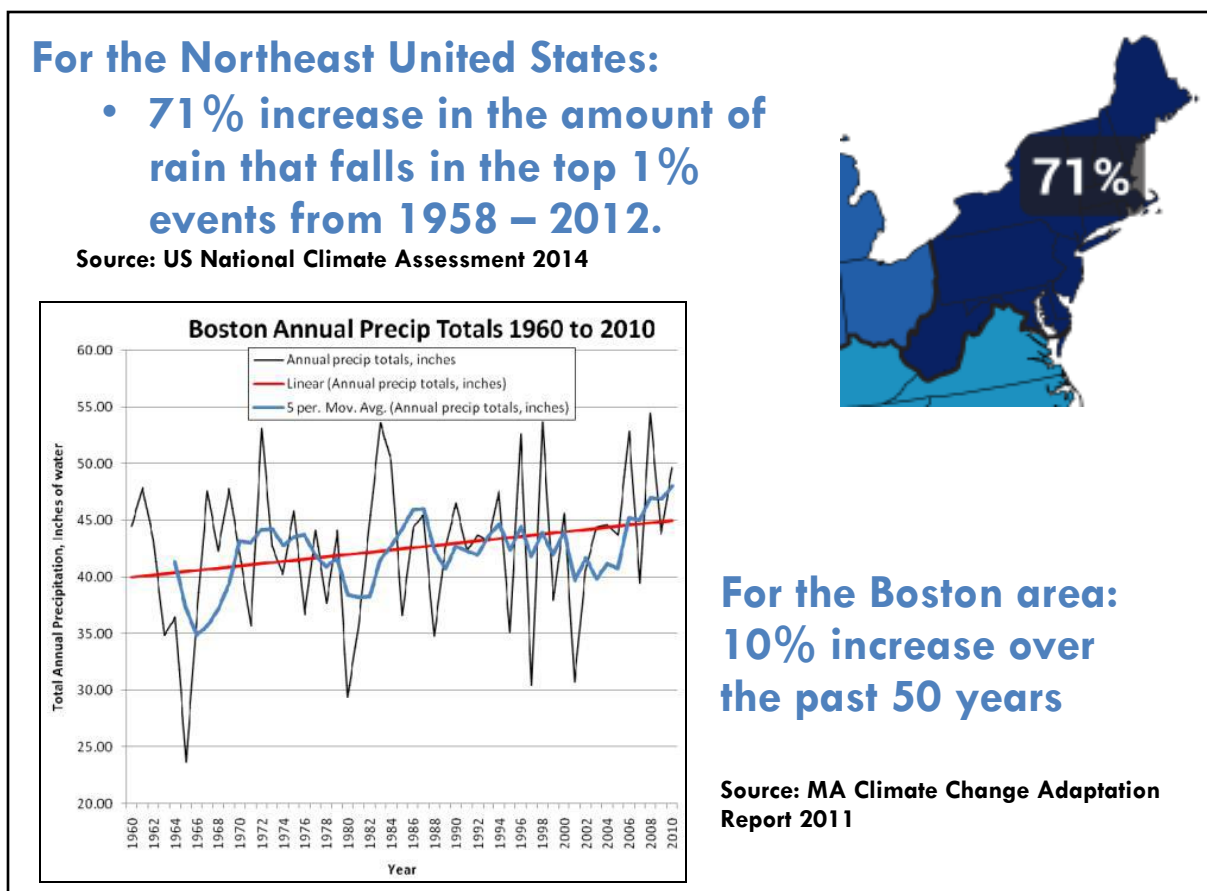 For the Northeast United States:
• 71% increase in the amount of
rain that falls in the top 1%
events from 1958 – 2012.
Source: US National Climate Assessment 2014
71%
Boston Annual Precip Totals 1960 to 2010
Annual precip totals, inches
Linear (Annual precip totals, inches)
5 per. Mov. Avg. (Annual precip totals, inches)
Total Annual Precipitation, Inches of water
60.00
55.00
50.00
45.00
40.00
35.00
30.00
25.00
20.00
1960 1962 1964 1966 1968 1970 1972 1974 1976 1978 1980 1982 1984 1986 1988 1990 1992 1994 1996 1998 2000 2002 2004 2006 2008 2010
Year
For the Boston area:
10% increase over
the past 50 years
Source: MA Climate Change Adaptation
Report 2011